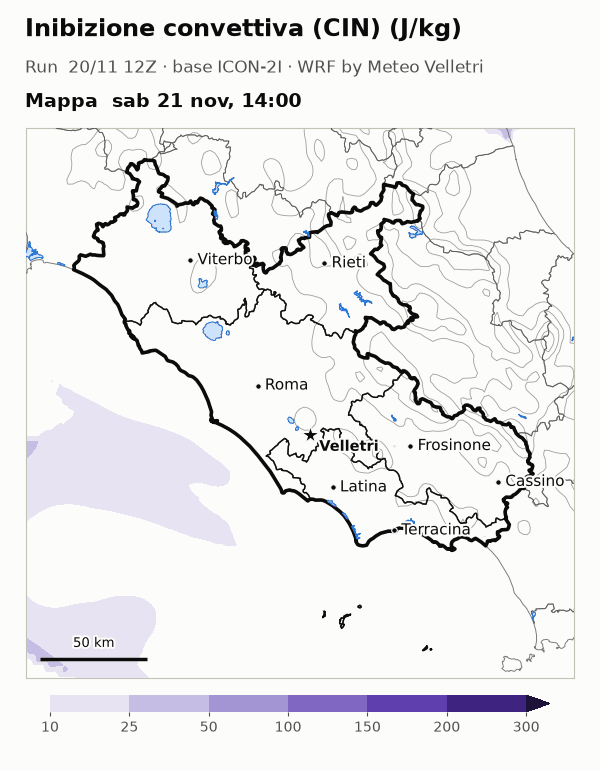 Inibizione convettiva (CIN) (J/kg)
Run  20/11 12Z · base ICON-2I · WRF by Meteo Velletri
Mappa  sab 21 nov, 14:00
Viterbo
Rieti
Roma
Velletri
Frosinone
Latina
Cassino
Terracina
50 km
10 25 50 100 150 200 300